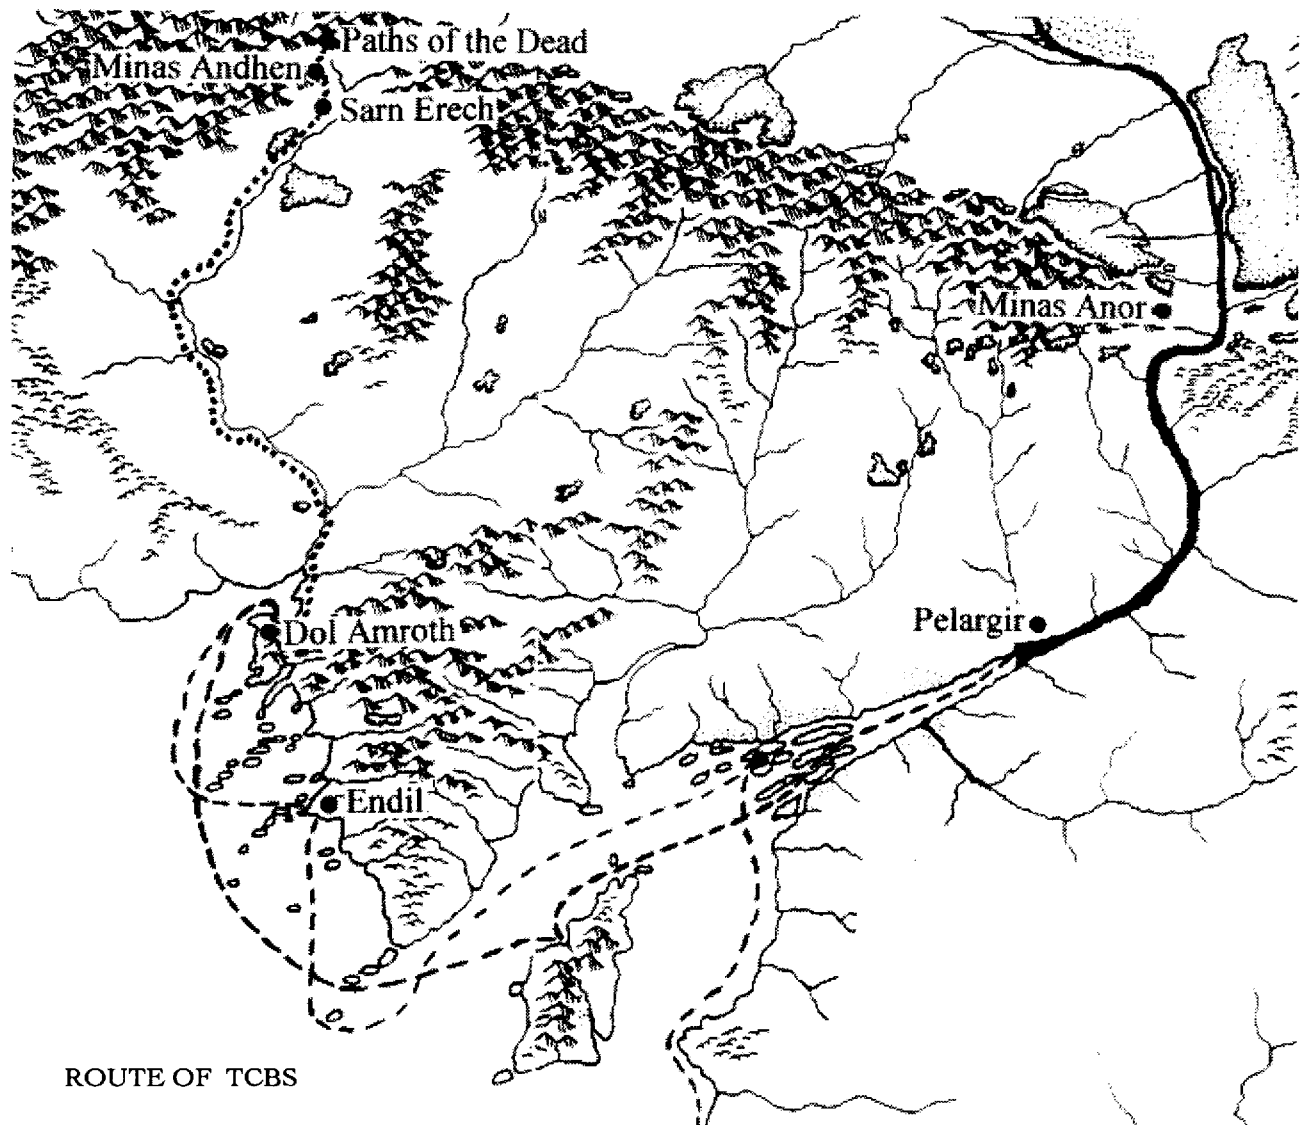 Paths of the Dead
Minas Andhen
Sarn Erech
Minas Anor
Pelargir
Dol Amroth
Endil
ROUTE OF TCBS